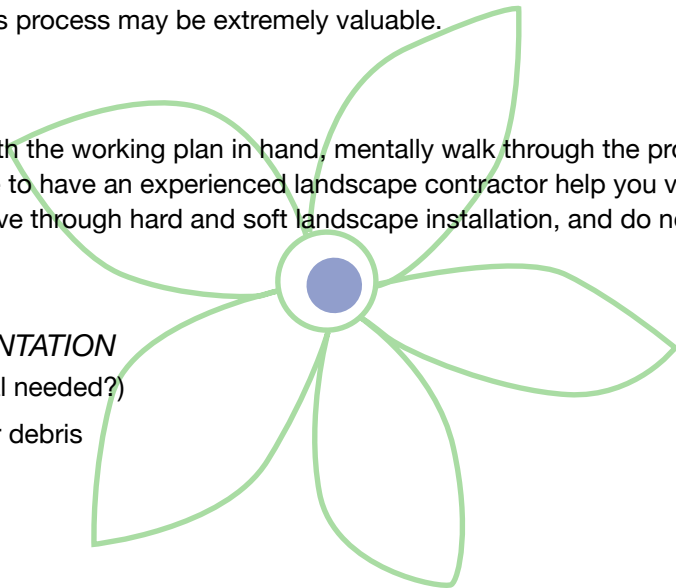 s process may be extremely valuable.
th the working plan in hand, mentally walk through the pro
to have an experienced landscape contractor help you v
ve through hard and soft landscape installation, and do no
NTATION
l needed?)
r debris